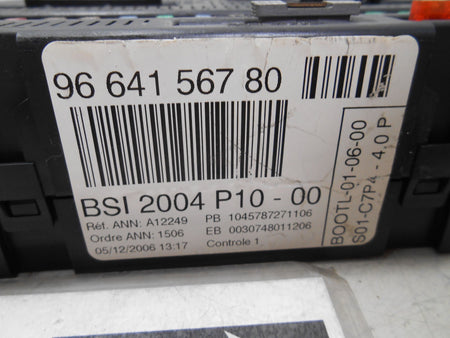 96 641 567 80
BSI 2004 P10 - 00
Réf. ANN: A12249 PB 1045787271106
Ordre ANN: 1506 EB 0030748011206
05/12/2006 13:17 Controle 1
BOOTL-01-06-00
S01-C7PA - 4,0 P